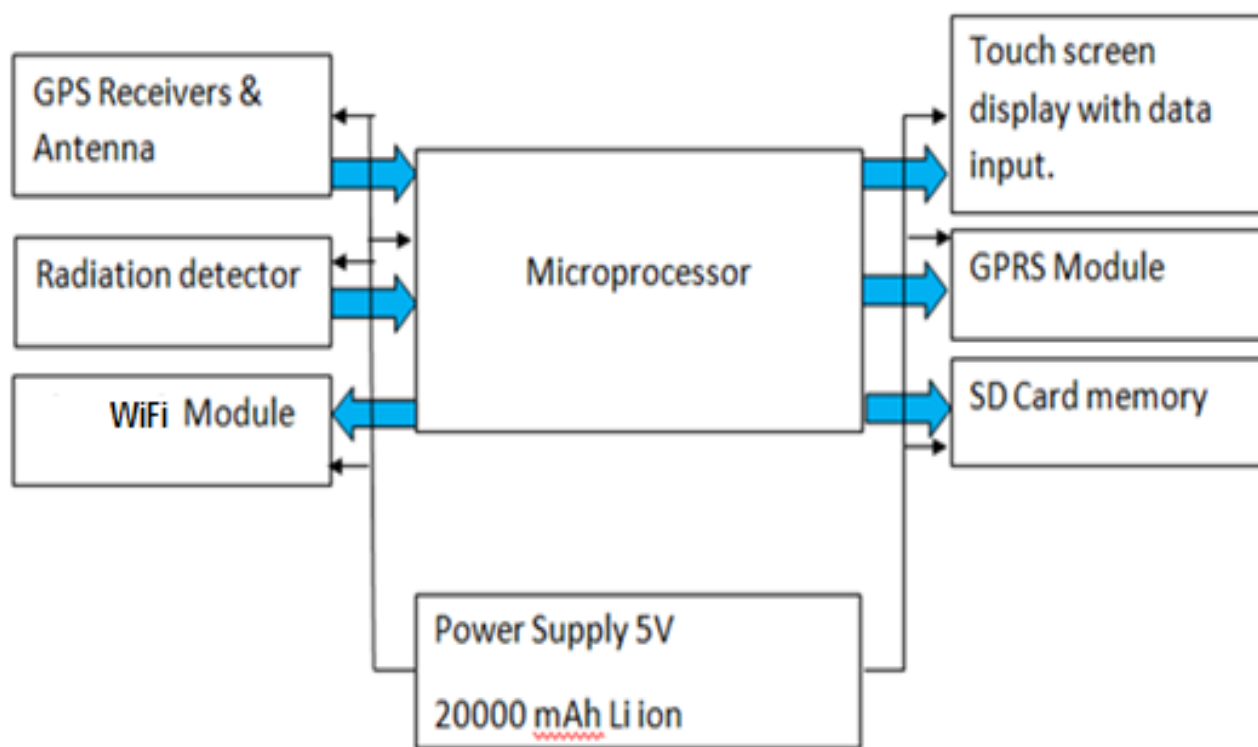 GPS Receivers &
Antenna
Radiation detector
WiFi Module
Microprocessor
Touch screen
display with data
input.
GPRS Module
SD Card memory
Power Supply 5V
20000 mAh Li ion